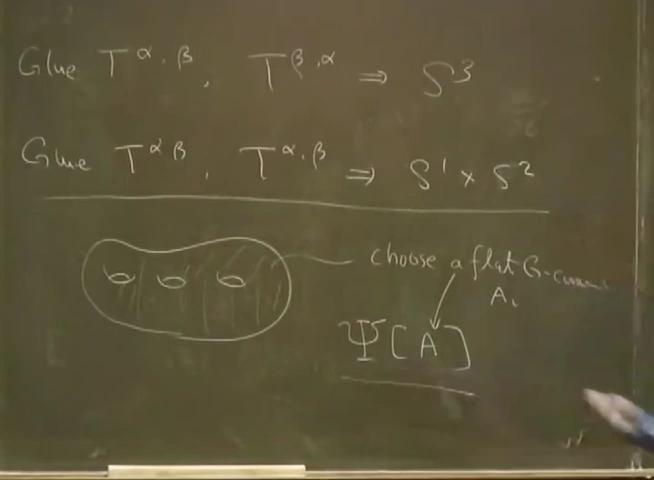 Glue T^{α,β}, T^{β,α} ⇒ S³
Glue T^{αβ}, T^{α,β} ⇒ S¹ × S²
choose a flat G-
A,
Ψ[A]